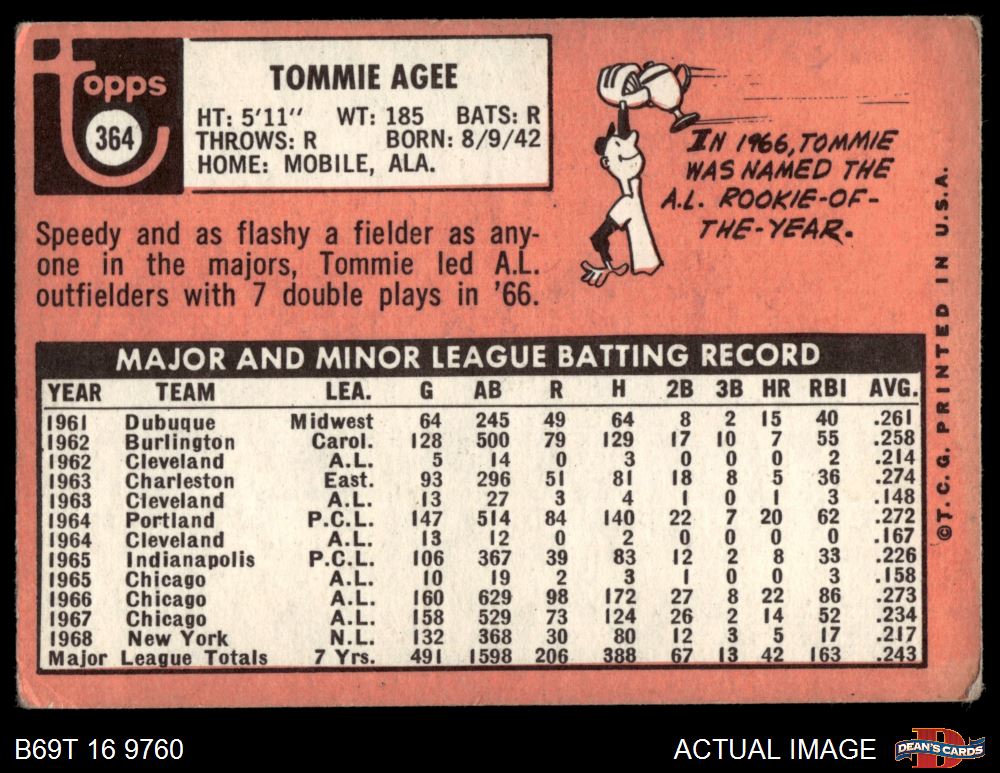 topps
364
TOMMIE AGEE
HT: 5'11" WT: 185 BATS: R
THROWS: R BORN: 8/9/42
HOME: MOBILE, ALA.
IN 1966, TOMMIE
WAS NAMED THE
A.L. ROOKIE-OF-
THE-YEAR.
Speedy and as flashy a fielder as any-
one in the majors, Tommie led A.L.
outfielders with 7 double plays in '66.
MAJOR AND MINOR LEAGUE BATTING RECORD
YEAR TEAM LEA. G AB R H 2B 3B HR RBI AVG.
1961 Dubuque Midwest 64 245 49 64 8 2 15 40 .261
1962 Burlington Carol. 128 500 79 129 17 10 7 55 .258
1962 Cleveland A.L. 5 14 0 3 0 0 0 2 .214
1963 Charleston East. 93 296 51 81 18 8 5 36 .274
1963 Cleveland A.L. 13 27 3 4 1 0 1 3 .148
1964 Portland P.C.L. 147 514 84 140 22 7 20 62 .272
1964 Cleveland A.L. 13 12 0 2 0 0 0 0 .167
1965 Indianapolis P.C.L. 106 367 39 83 12 2 8 33 .226
1965 Chicago A.L. 10 19 2 3 1 0 0 3 .158
1966 Chicago A.L. 160 629 98 172 27 8 22 86 .273
1967 Chicago A.L. 158 529 73 124 26 2 14 52 .234
1968 New York N.L. 132 368 30 80 12 3 5 17 .217
Major League Totals 7 Yrs. 491 1598 206 388 67 13 42 163 .243
©T.C.G. PRINTED IN U.S.A.
B69T 16 9760
ACTUAL IMAGE
D
DEAN'S CARDS